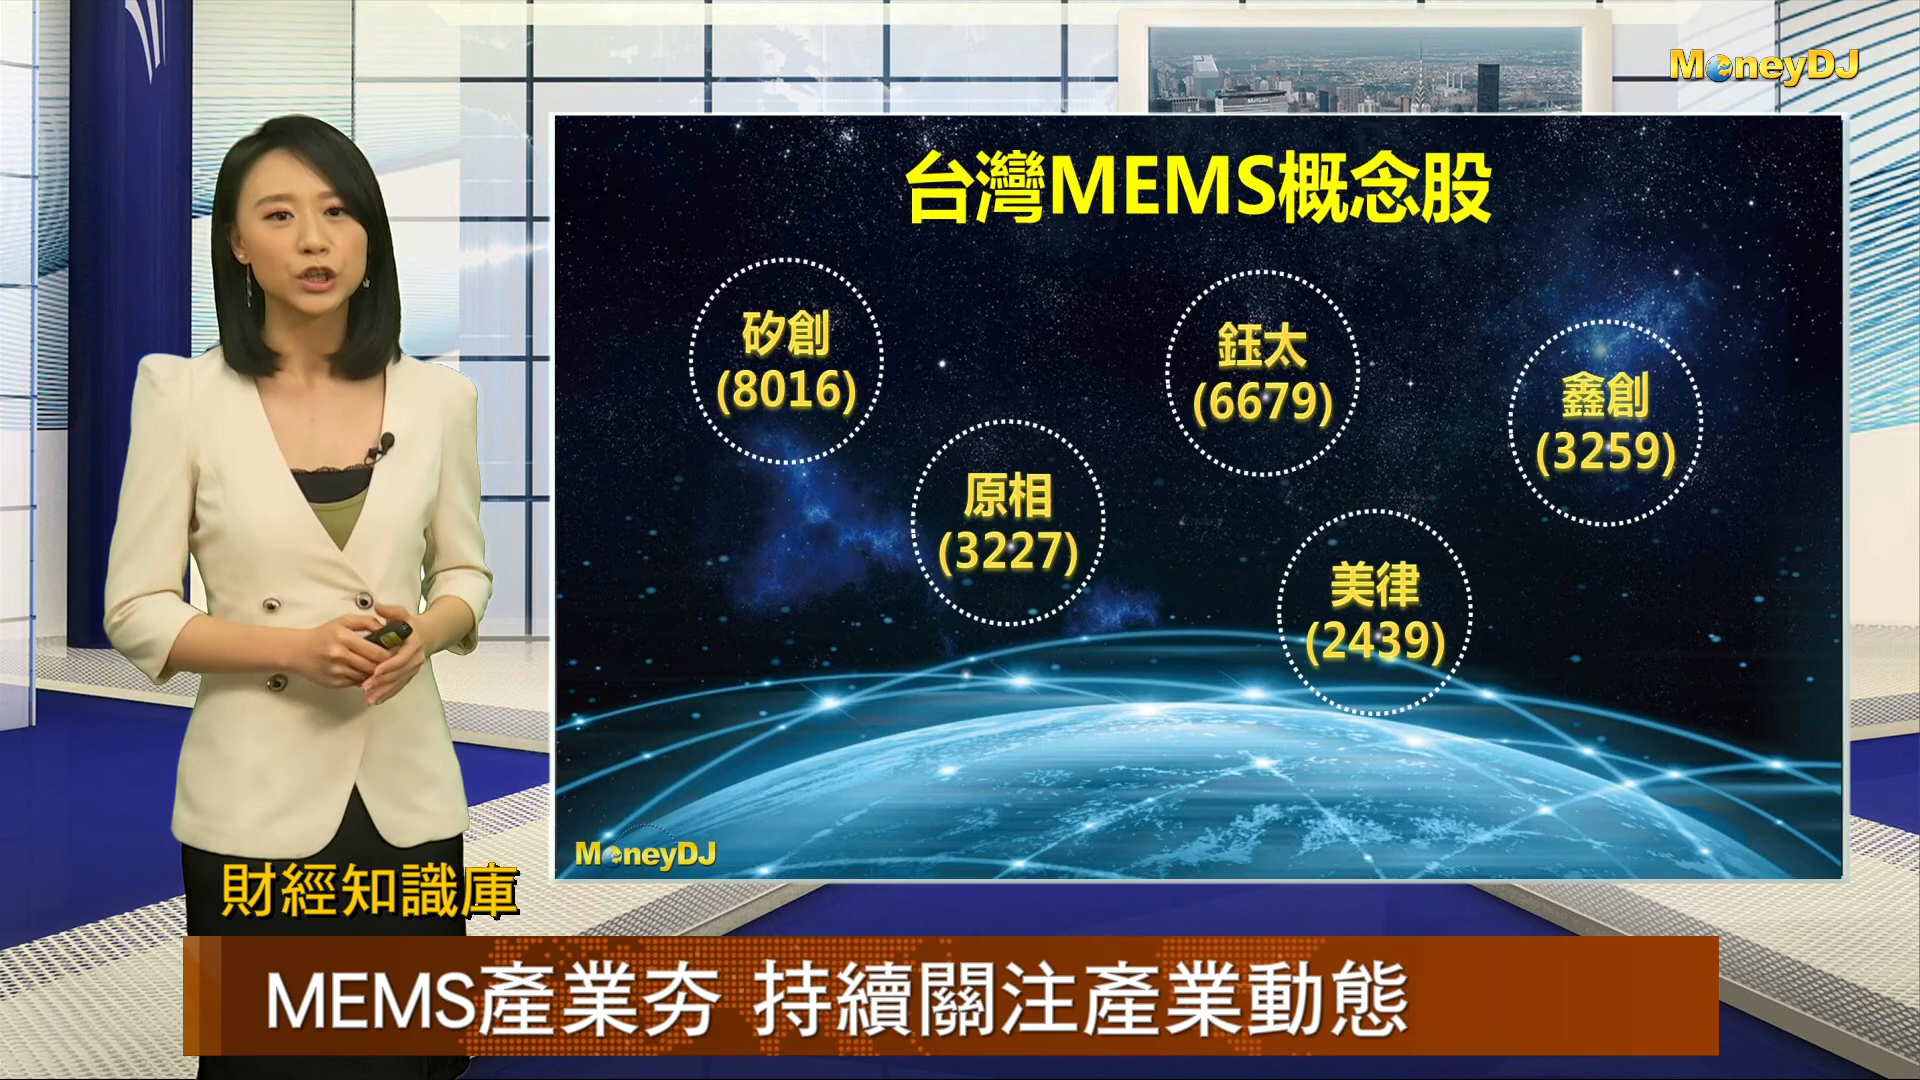 MoneyDJ
台灣MEMS概念股
矽創
(8016)
鈺太
(6679)
鑫創
(3259)
原相
(3227)
美律
(2439)
MoneyDJ
財經知識庫
MEMS產業夯 持續關注產業動態